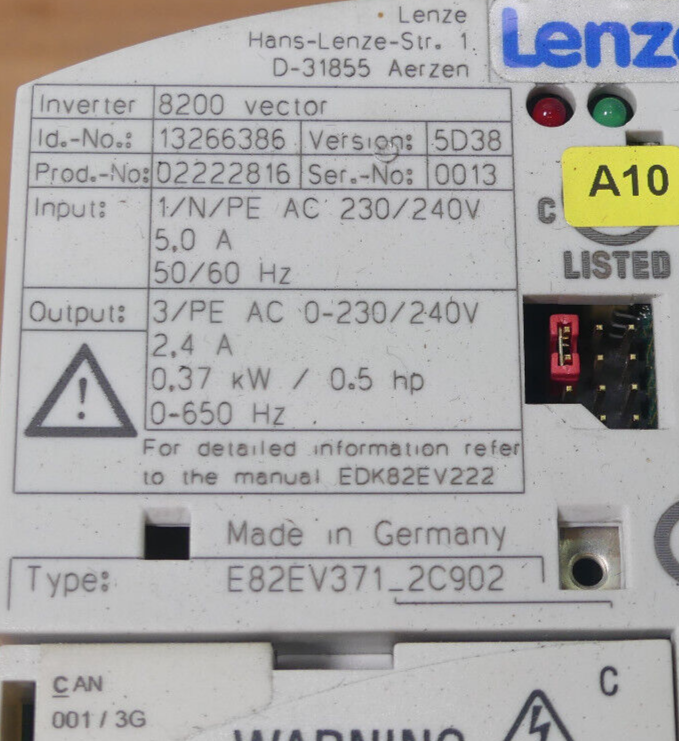 Lenze
Hans-Lenze-Str. 1
D-31855 Aerzen
Lenze
Inverter 8200 vector
Id.-No.: 13266386 Version: 5D38
Prod.-No: 02222816 Ser.-No: 0013
A10
Input: 1/N/PE AC 230/240V
C
5.0 A
50/60 Hz
LISTED
Output: 3/PE AC 0-230/240V
2.4 A
0.37 kW / 0.5 hp
0-650 Hz
For detailed information refer
to the manual EDK82EV222
Made in Germany
Type: E82EV371_2C902
CAN
001 / 3G
C
WARNING